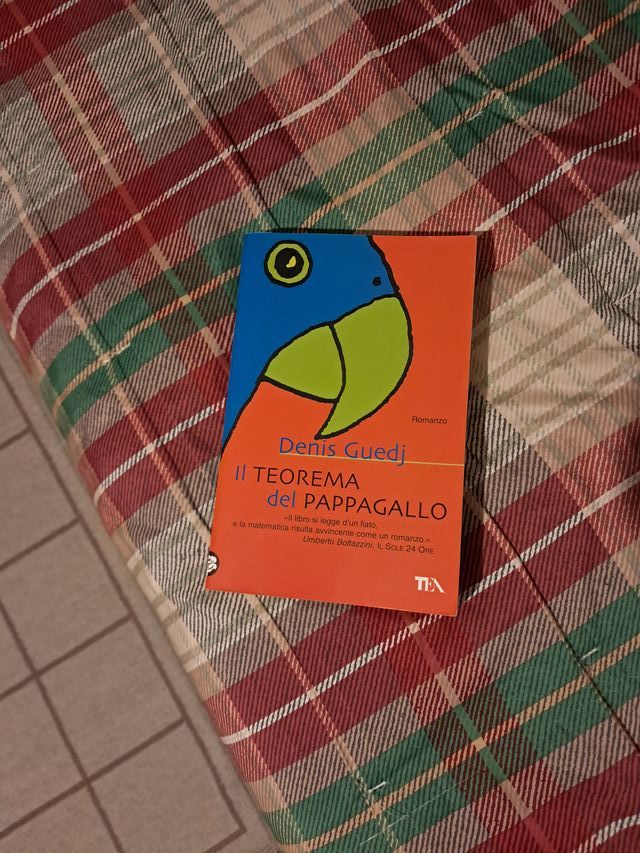 Romanzo
Denis Guedj
Il TEOREMA
del PAPPAGALLO
«Il libro si legge d'un fiato,
e la matematica risulta avvincente come un romanzo.»
Umberto Bottazzini, IL SOLE 24 ORE
TEA